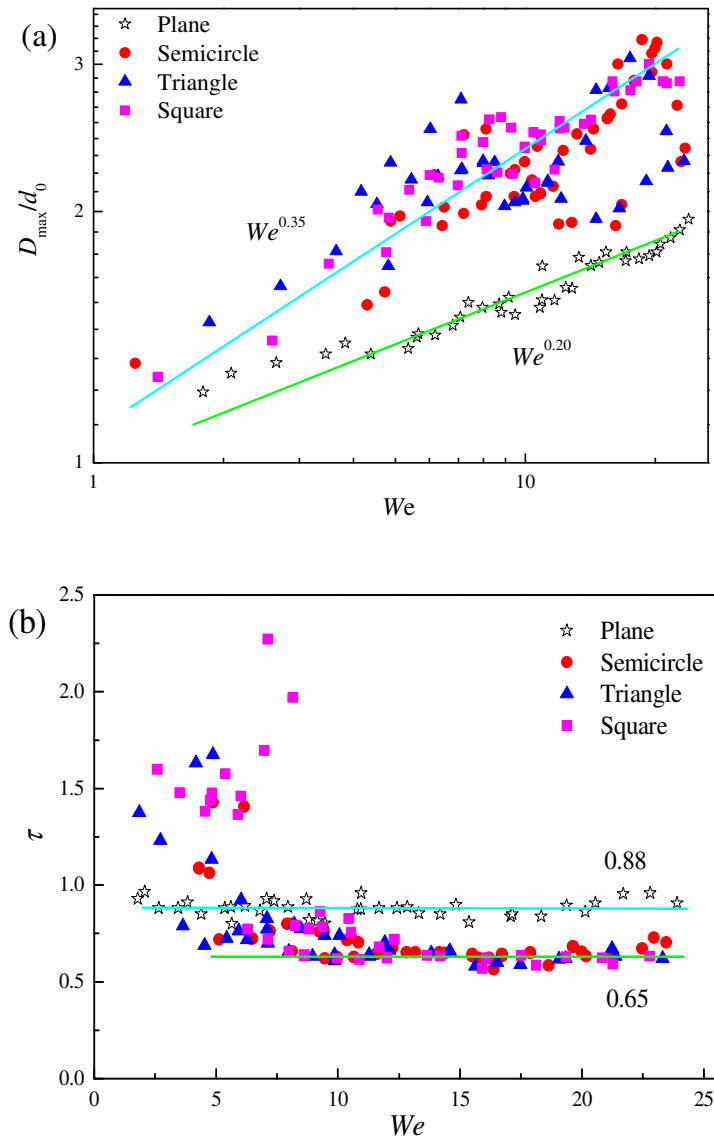 (a)
Plane
Semicircle
Triangle
Square
3
2
1
D_max/d_0
We^0.35
We^0.20
1
10
We
(b)
2.5
2.0
1.5
1.0
0.5
0.0
τ
Plane
Semicircle
Triangle
Square
0.88
0.65
0
5
10
15
20
25
We